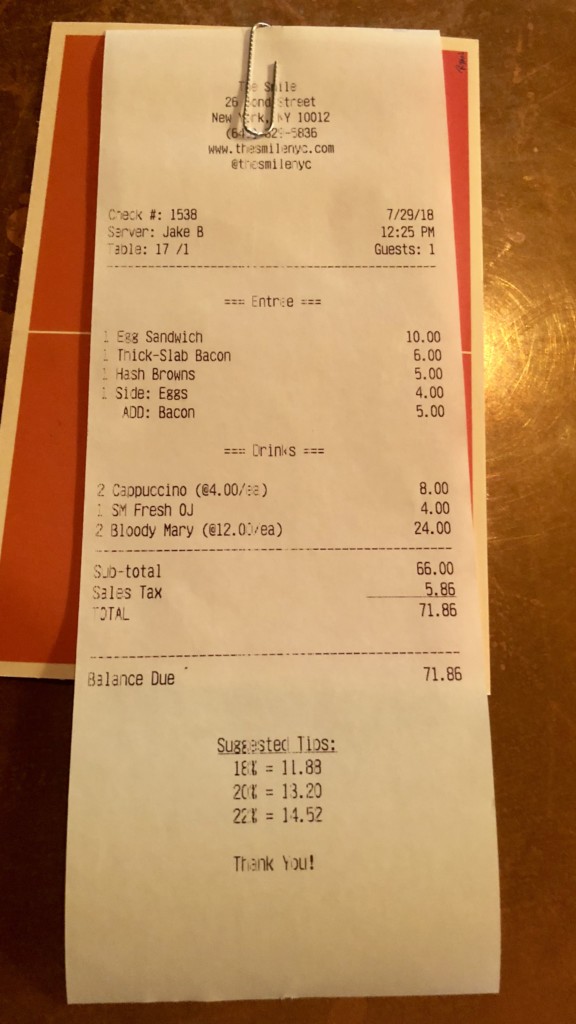 The Smile
26 Bond Street
New York, NY 10012
5836
www.thesmilenyc.com
@thesmilenyc
Check #: 1538 7/29/18
Server: Jake B 12:25 PM
Table: 17 /1 Guests: 1
=== Entree ===
1 Egg Sandwich 10.00
1 Thick-Slab Bacon 6.00
1 Hash Browns 5.00
1 Side: Eggs 4.00
ADD: Bacon 5.00
=== Drinks ===
2 Cappuccino (@4.00/ea) 8.00
1 SM Fresh OJ 4.00
2 Bloody Mary (@12.00/ea) 24.00
Sub-total 66.00
Sales Tax 5.86
TOTAL 71.86
Balance Due 71.86
Suggested Tips:
18% = 11.88
20% = 13.20
22% = 14.52
Thank You!